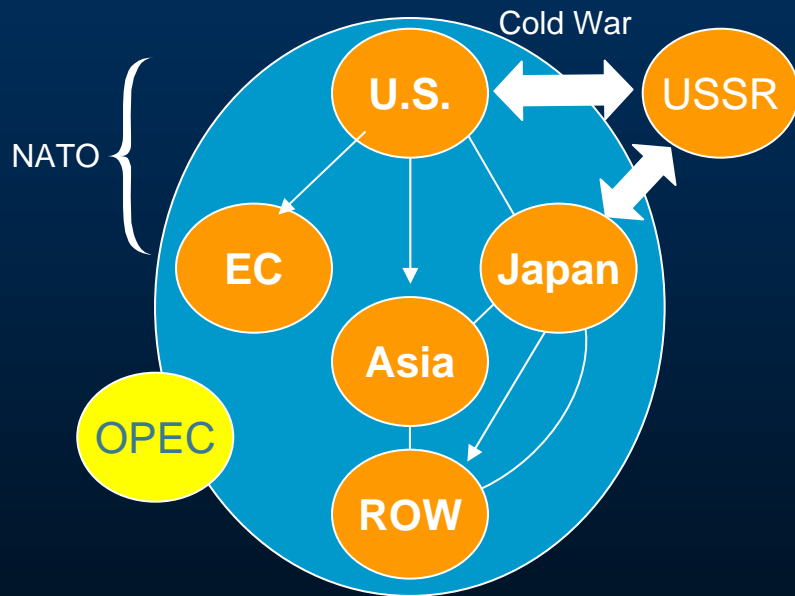 Cold War
U.S.
USSR
NATO
EC
Japan
Asia
OPEC
ROW